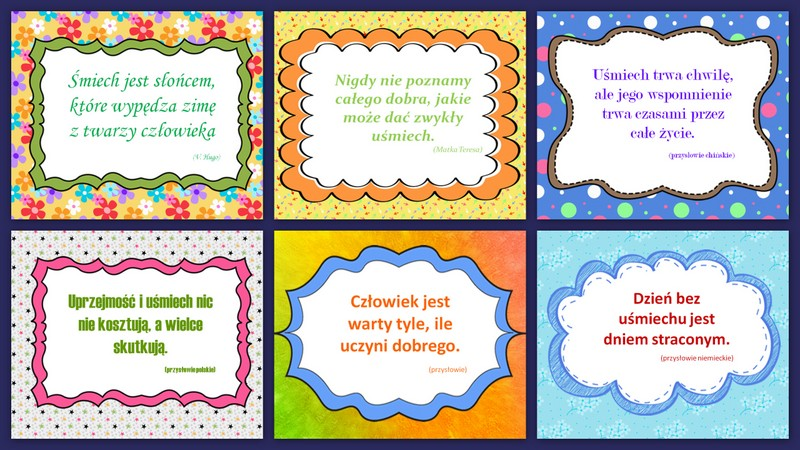 Śmiech jest słońcem,
które wypędza zimę
z twarzy człowieka
(V. Hugo)
Nigdy nie poznamy
całego dobra, jakie
może dać zwykły
uśmiech.
(Matka Teresa)
Uśmiech trwa chwilę,
ale jego wspomnienie
trwa czasami przez
całe życie.
(przysłowie chińskie)
Uprzejmość i uśmiech nic
nie kosztują, a wielce
skutkują.
(przysłowie polskie)
Człowiek jest
warty tyle, ile
uczyni dobrego.
(przysłowie)
Dzień bez
uśmiechu jest
dniem straconym.
(przysłowie niemieckie)